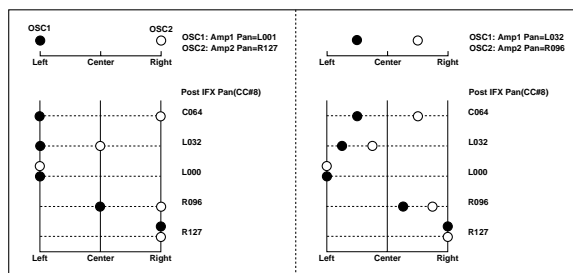 OSC1 OSC2
OSC1: Amp1 Pan=L001
OSC2: Amp2 Pan=R127
Left Center Right
Post IFX Pan(CC#8)
C064
L032
L000
R096
R127
Left Center Right
OSC1: Amp1 Pan=L032
OSC2: Amp2 Pan=R096
Left Center Right
Post IFX Pan(CC#8)
C064
L032
L000
R096
R127
Left Center Right